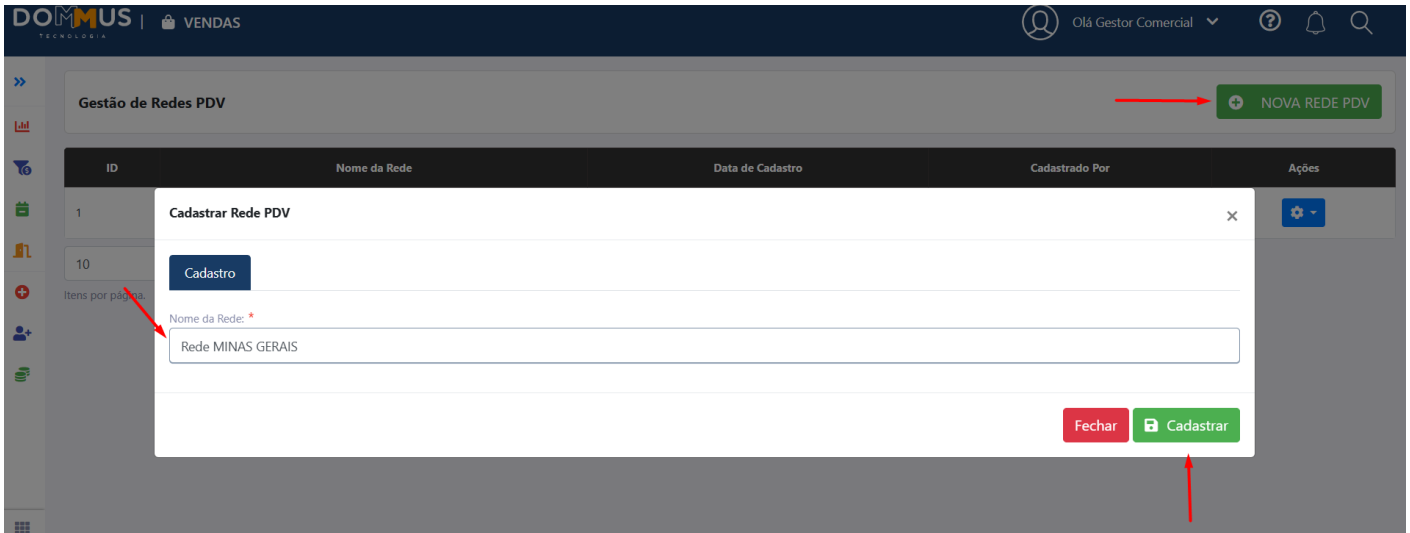 DOMMUS | VENDAS
TECNOLOGIA
Olá Gestor Comercial
Gestão de Redes PDV
NOVA REDE PDV
ID Nome da Rede Data de Cadastro Cadastrado Por Ações
1
Cadastrar Rede PDV ×
10
Cadastro
Itens por página.
Nome da Rede: *
Rede MINAS GERAIS
Fechar Cadastrar